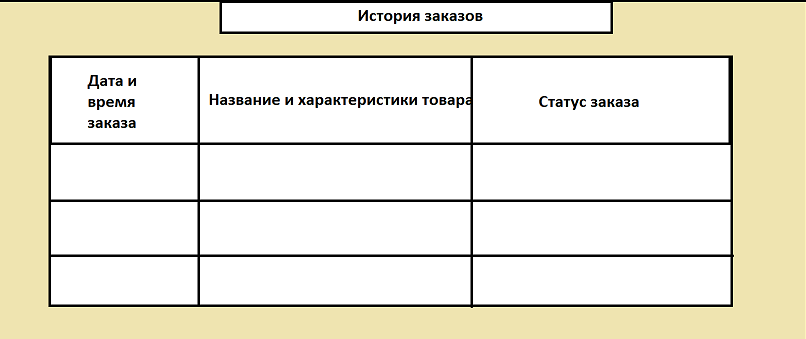 История заказов
Дата и
время
заказа
Название и характеристики товара
Статус заказа